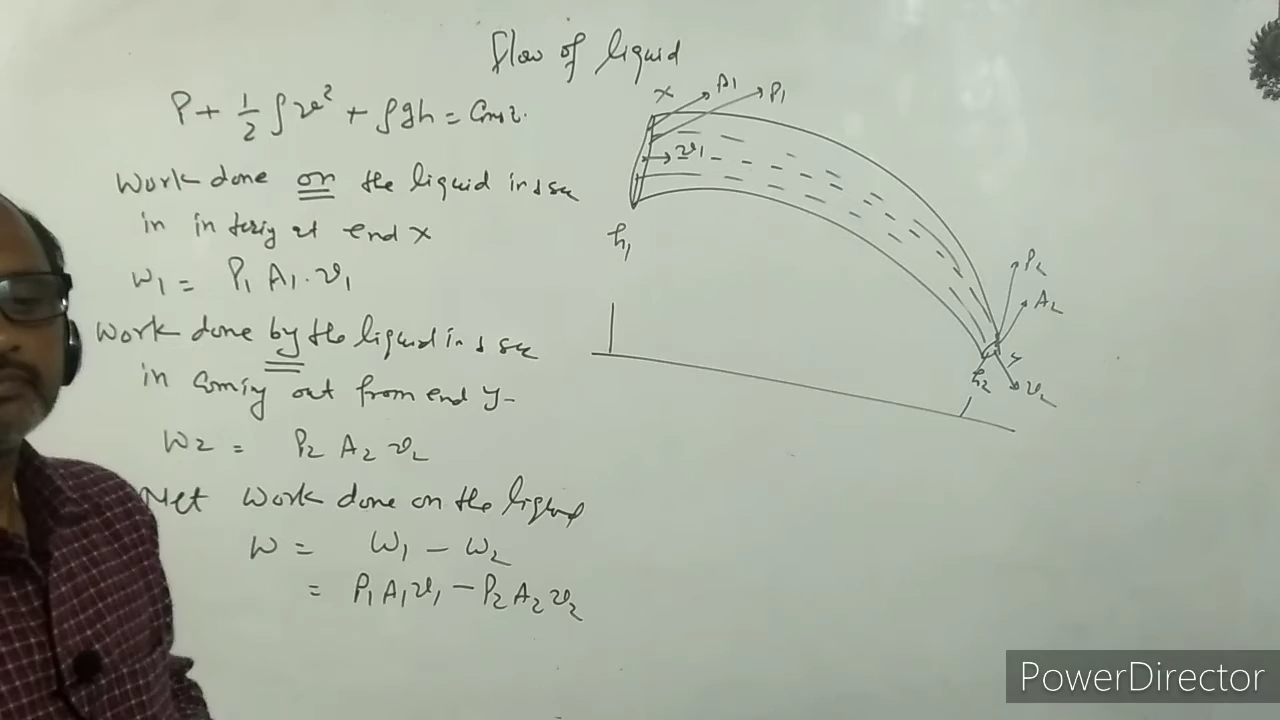 Flow of liquid
P + 1/2 ρv² + ρgh = Const.
Work done on the liquid in 1 sec
in entering at end X
W₁ = P₁ A₁ · v₁
Work done by the liquid in 1 sec
in coming out from end Y-
W₂ = P₂ A₂ v₂
Net work done on the liquid
W = W₁ - W₂
= P₁A₁v₁ - P₂A₂v₂
X A₁ P₁
v₁
h₁
P₂
A₂
Y
h₂ v₂
PowerDirector